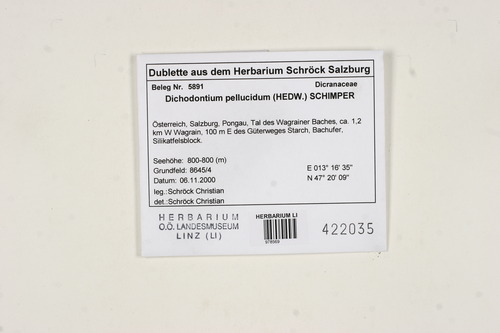 Dublette aus dem Herbarium Schröck Salzburg
Beleg Nr. 5891 Dicranaceae
Dichodontium pellucidum (HEDW.) SCHIMPER
Österreich, Salzburg, Pongau, Tal des Wagrainer Baches, ca. 1,2
km W Wagrain, 100 m E des Güterweges Starch, Bachufer,
Silikatfelsblock.
Seehöhe: 800-800 (m) E 013° 16' 35"
Grundfeld: 8645/4 N 47° 20' 09"
Datum: 06.11.2000
leg.: Schröck Christian
det.: Schröck Christian
HERBARIUM
O.Ö. LANDESMUSEUM
LINZ (LI)
HERBARIUM LI
978569
422035